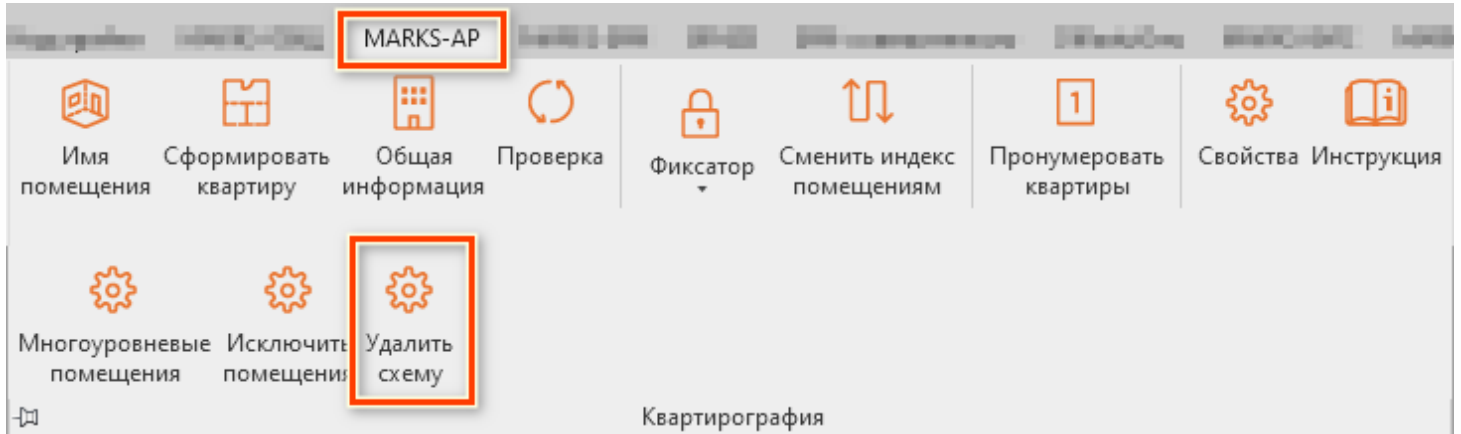 MARKS-AP
Имя
помещения
Сформировать
квартиру
Общая
информация
Проверка
Фиксатор
Сменить индекс
помещениям
1
Пронумеровать
квартиры
Свойства
Инструкция
Многоуровневые
помещения
Исключить
помещения
Удалить
схему
Квартирография